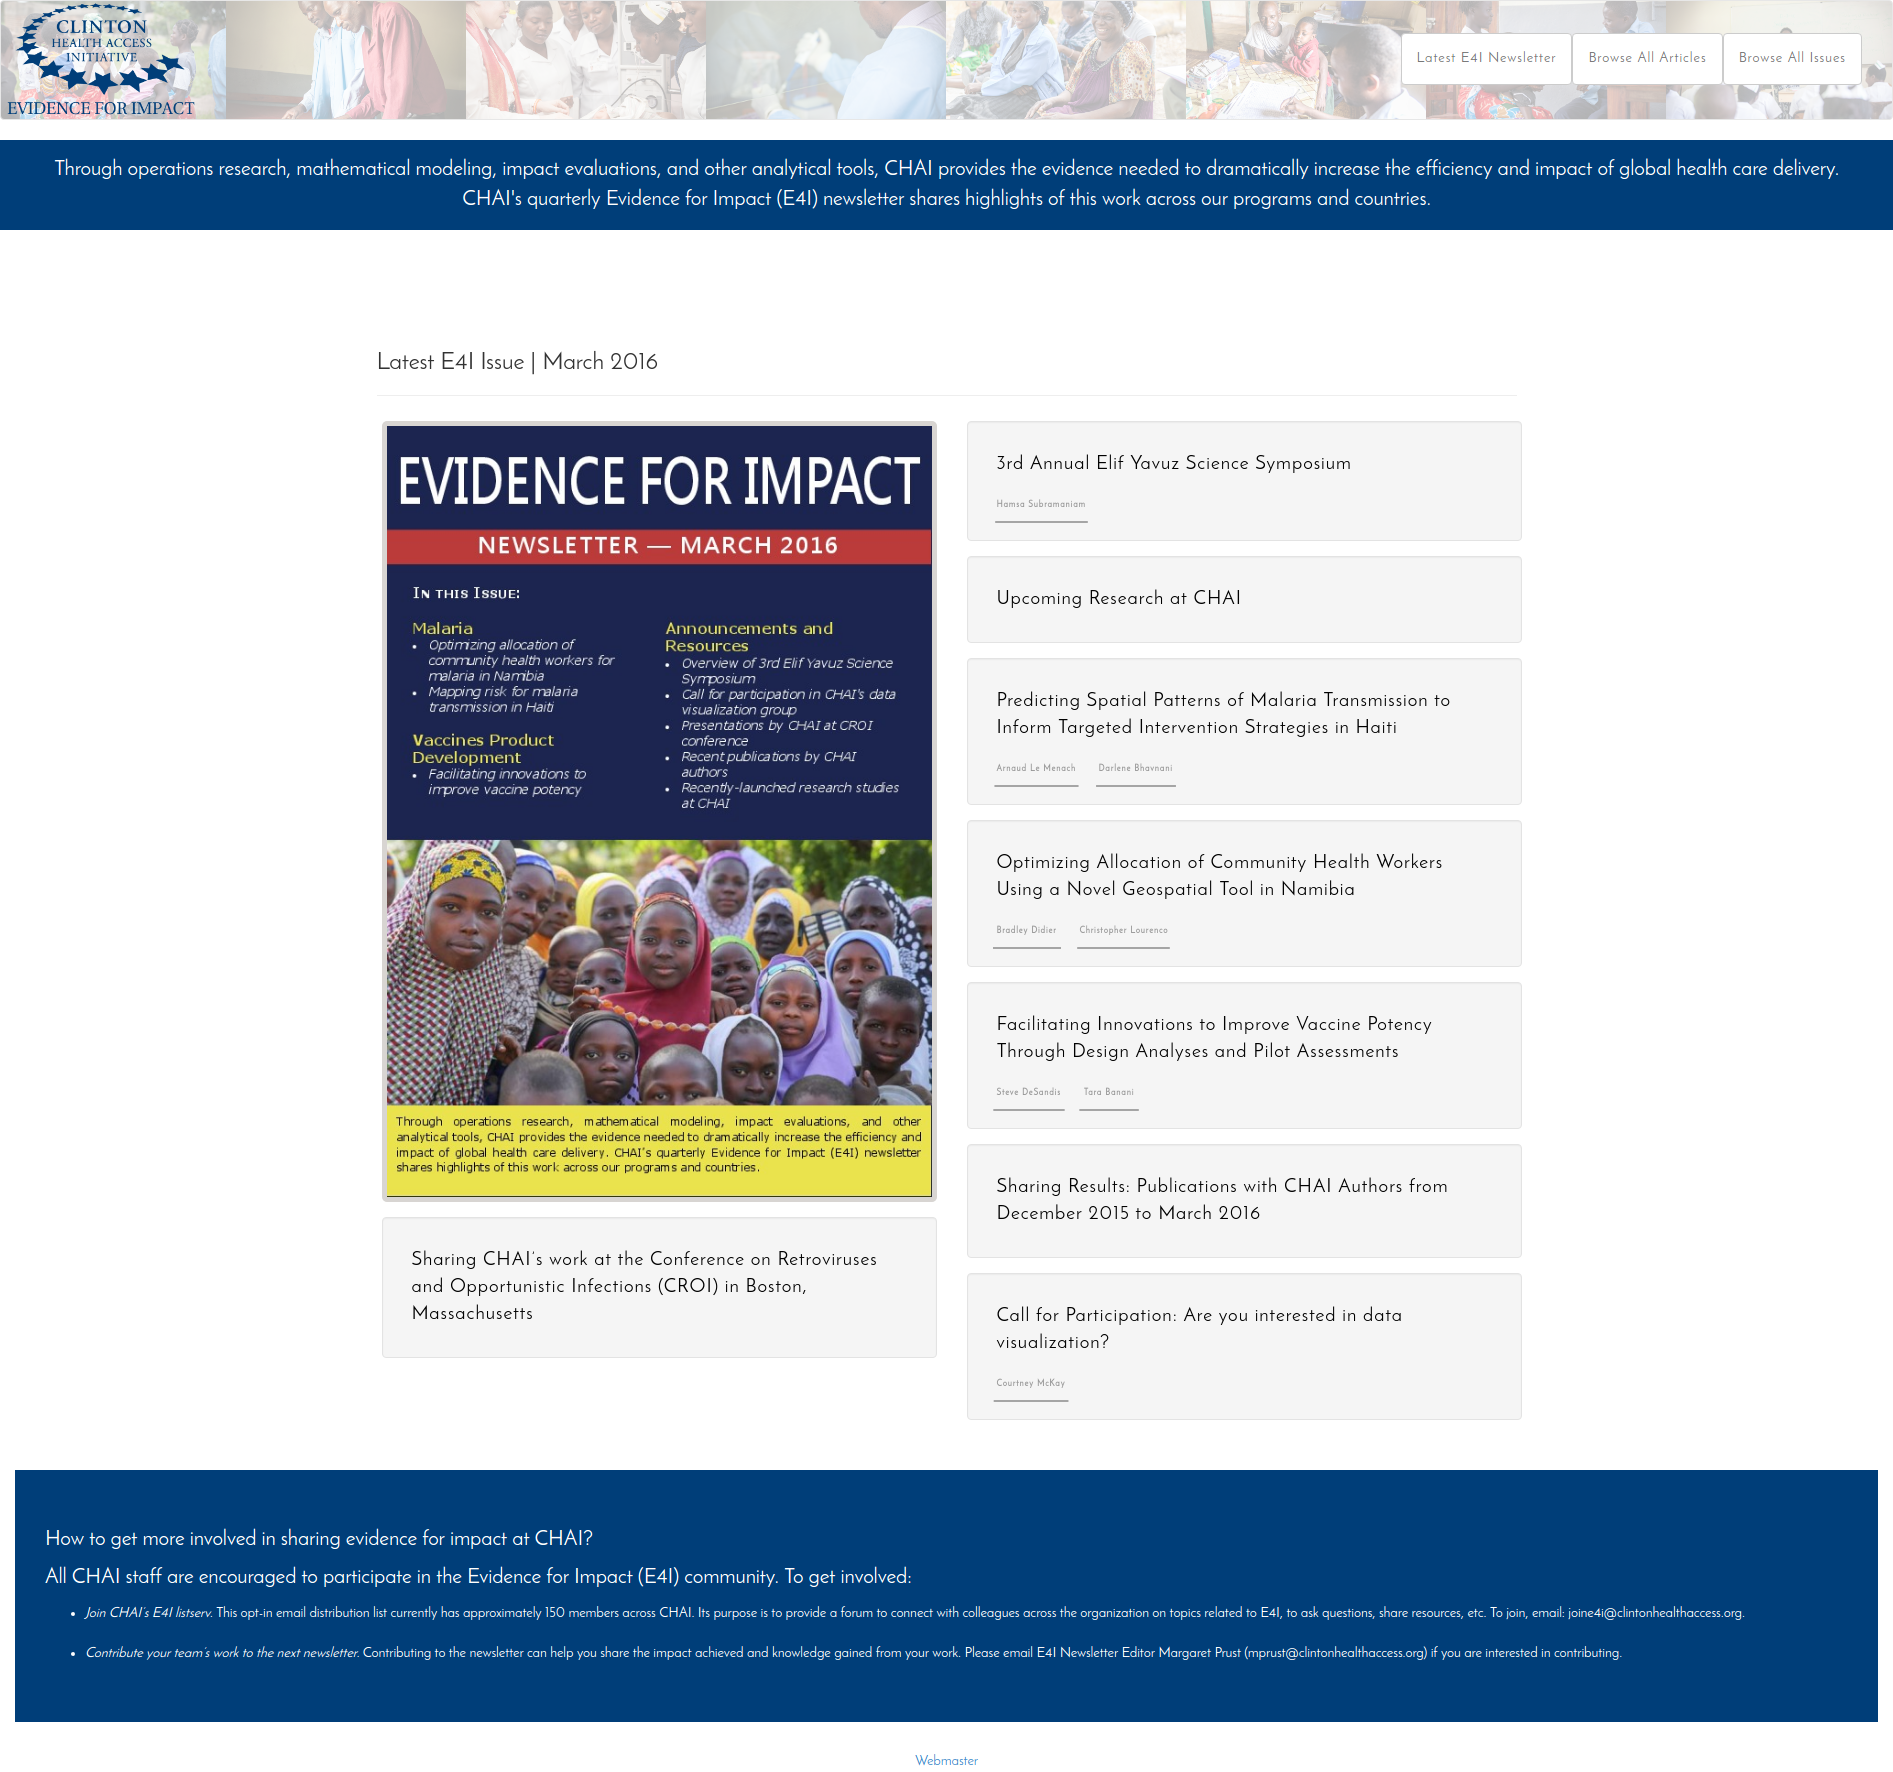 CLINTON
HEALTH ACCESS
INITIATIVE
EVIDENCE FOR IMPACT
Latest E4I Newsletter
Browse All Articles
Browse All Issues
Through operations research, mathematical modeling, impact evaluations, and other analytical tools, CHAI provides the evidence needed to dramatically increase the efficiency and impact of global health care delivery.
CHAI's quarterly Evidence for Impact (E4I) newsletter shares highlights of this work across our programs and countries.
Latest E4I Issue | March 2016
EVIDENCE FOR IMPACT
NEWSLETTER — MARCH 2016
IN THIS ISSUE:
Malaria
• Optimizing allocation of
community health workers for
malaria in Namibia
• Mapping risk for malaria
transmission in Haiti
Vaccines Product
Development
• Facilitating innovations to
improve vaccine potency
Announcements and
Resources
• Overview of 3rd Elif Yavuz Science
Symposium
• Call for participation in CHAI's data
visualization group
• Presentations by CHAI at CROI
conference
• Recent publications by CHAI
authors
• Recently-launched research studies
at CHAI
Through operations research, mathematical modeling, impact evaluations, and other
analytical tools, CHAI provides the evidence needed to dramatically increase the efficiency and
impact of global health care delivery. CHAI's quarterly Evidence for Impact (E4I) newsletter
shares highlights of this work across our programs and countries.
Sharing CHAI's work at the Conference on Retroviruses
and Opportunistic Infections (CROI) in Boston,
Massachusetts
3rd Annual Elif Yavuz Science Symposium
Hamsa Subramaniam
Upcoming Research at CHAI
Predicting Spatial Patterns of Malaria Transmission to
Inform Targeted Intervention Strategies in Haiti
Arnaud Le Menach Darlene Bhavnani
Optimizing Allocation of Community Health Workers
Using a Novel Geospatial Tool in Namibia
Bradley Didier Christopher Lourenco
Facilitating Innovations to Improve Vaccine Potency
Through Design Analyses and Pilot Assessments
Steve DeSandis Tara Banani
Sharing Results: Publications with CHAI Authors from
December 2015 to March 2016
Call for Participation: Are you interested in data
visualization?
Courtney McKay
How to get more involved in sharing evidence for impact at CHAI?
All CHAI staff are encouraged to participate in the Evidence for Impact (E4I) community. To get involved:
• Join CHAI's E4I listserv. This opt-in email distribution list currently has approximately 150 members across CHAI. Its purpose is to provide a forum to connect with colleagues across the organization on topics related to E4I, to ask questions, share resources, etc. To join, email: joine4i@clintonhealthaccess.org.
• Contribute your team's work to the next newsletter. Contributing to the newsletter can help you share the impact achieved and knowledge gained from your work. Please email E4I Newsletter Editor Margaret Prust (mprust@clintonhealthaccess.org) if you are interested in contributing.
Webmaster